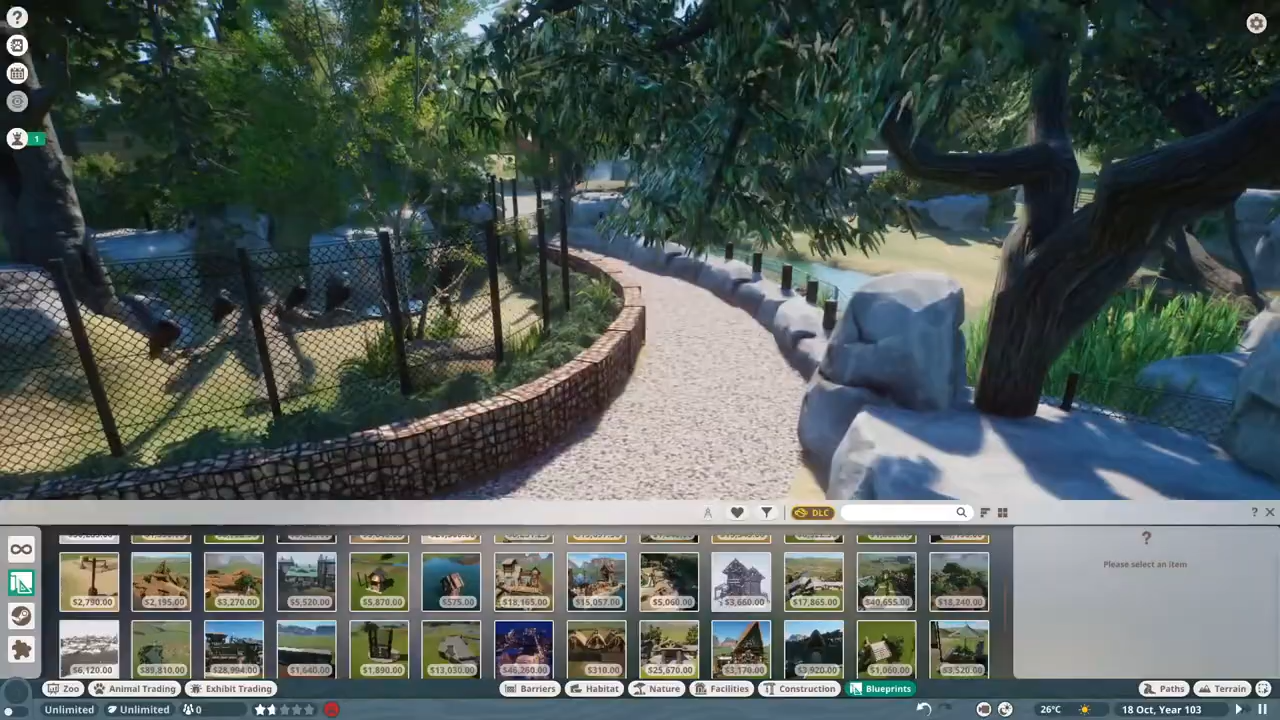 ?
1
DLC
? ×
?
Please select an item
$2,790.00 $2,195.00 $3,270.00 $5,520.00 $5,870.00 $575.00 $18,165.00 $15,057.00 $5,060.00 $3,660.00 $17,865.00 $40,655.00 $18,240.00
$6,120.00 $89,810.00 $28,994.00 $1,640.00 $1,890.00 $13,030.00 $46,260.00 $310.00 $25,670.00 $3,170.00 $3,920.00 $1,060.00 $3,520.00
Zoo Animal Trading Exhibit Trading Barriers Habitat Nature Facilities Construction Blueprints Paths Terrain
Unlimited Unlimited 0 26°C 18 Oct, Year 103